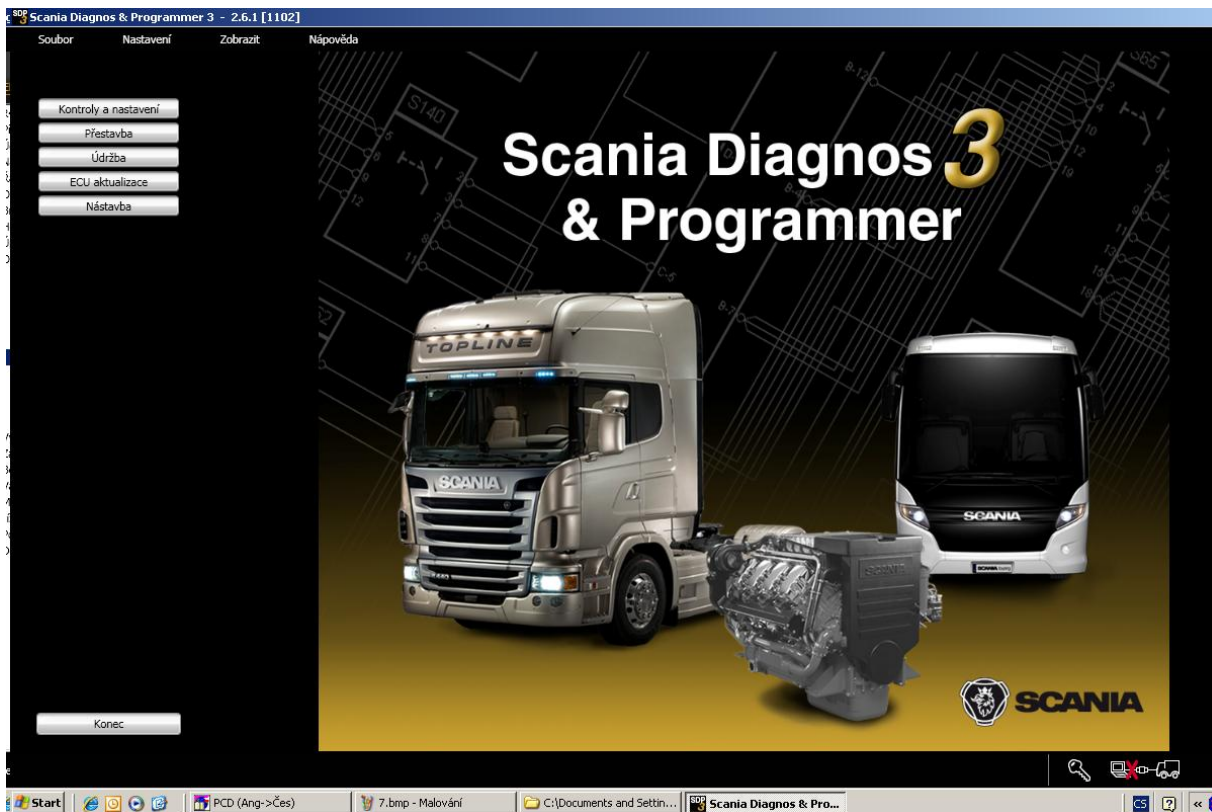 Scania Diagnos & Programmer 3 - 2.6.1 [1102]
Soubor Nastavení Zobrazit Nápověda
Kontroly a nastavení
Přestavba
Údržba
ECU aktualizace
Nástavba
Scania Diagnos 3
& Programmer
TOPLINE
SCANIA
SCANIA
SCANIA
SCANIA
Konec
Start
PCD (Ang->Čes)
7.bmp - Malování
C:\Documents and Settin...
Scania Diagnos & Pro...
CS